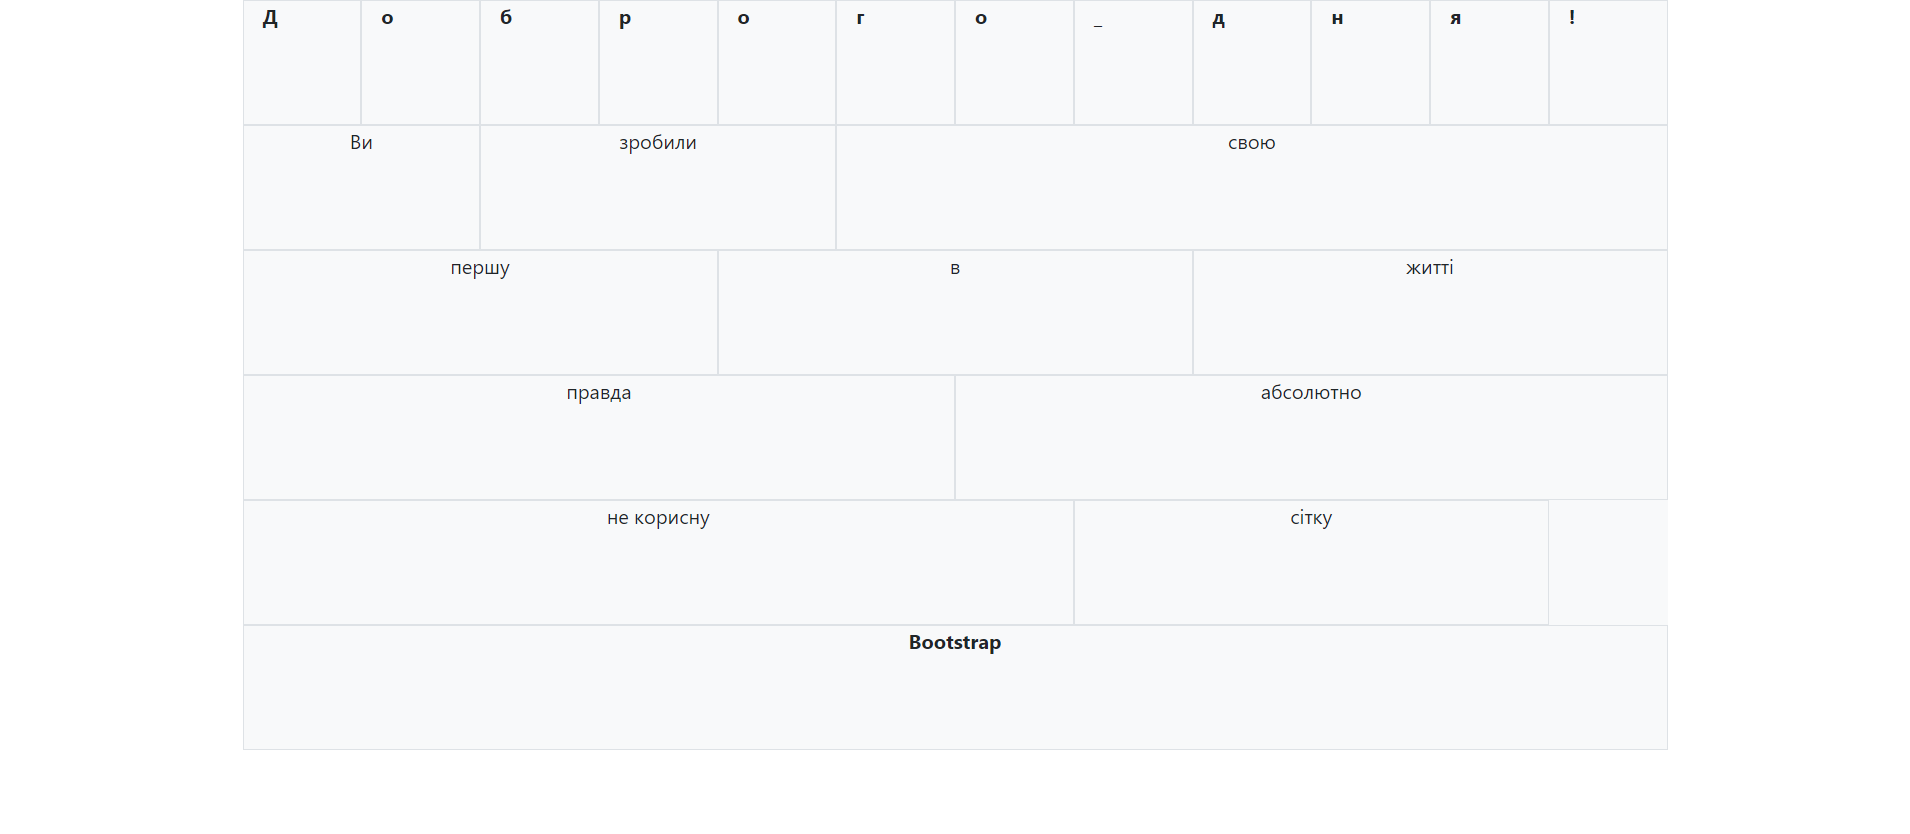 Д о б р о г о _ д н я !
Ви зробили свою
першу в житті
правда абсолютно
не корисну сітку
Bootstrap